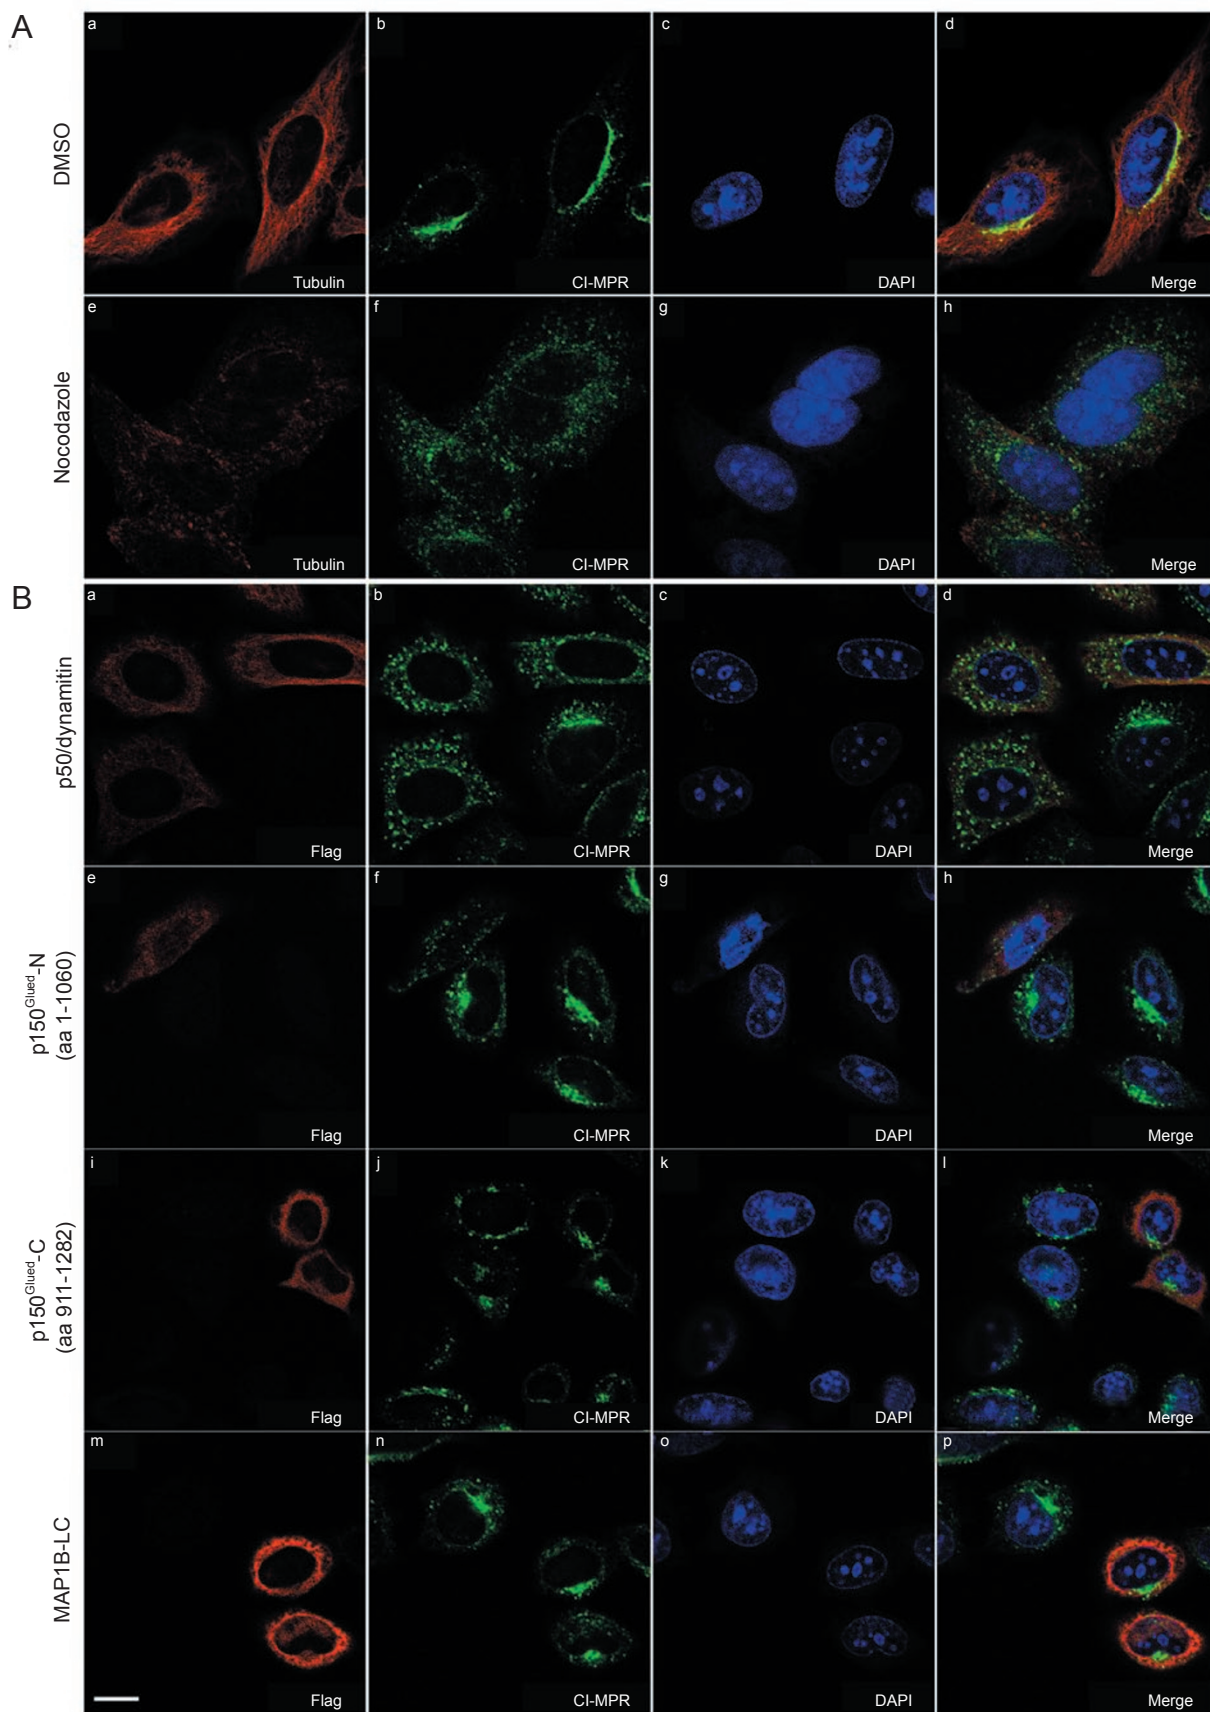 A
a
b
c
d
DMSO
Tubulin
CI-MPR
DAPI
Merge
e
f
g
h
Nocodazole
Tubulin
CI-MPR
DAPI
Merge
B
a
b
c
d
p50/dynamitin
Flag
CI-MPR
DAPI
Merge
e
f
g
h
p150Glued-N
(aa 1-1060)
Flag
CI-MPR
DAPI
Merge
i
j
k
l
p150Glued-C
(aa 911-1282)
Flag
CI-MPR
DAPI
Merge
m
n
o
p
MAP1B-LC
Flag
CI-MPR
DAPI
Merge